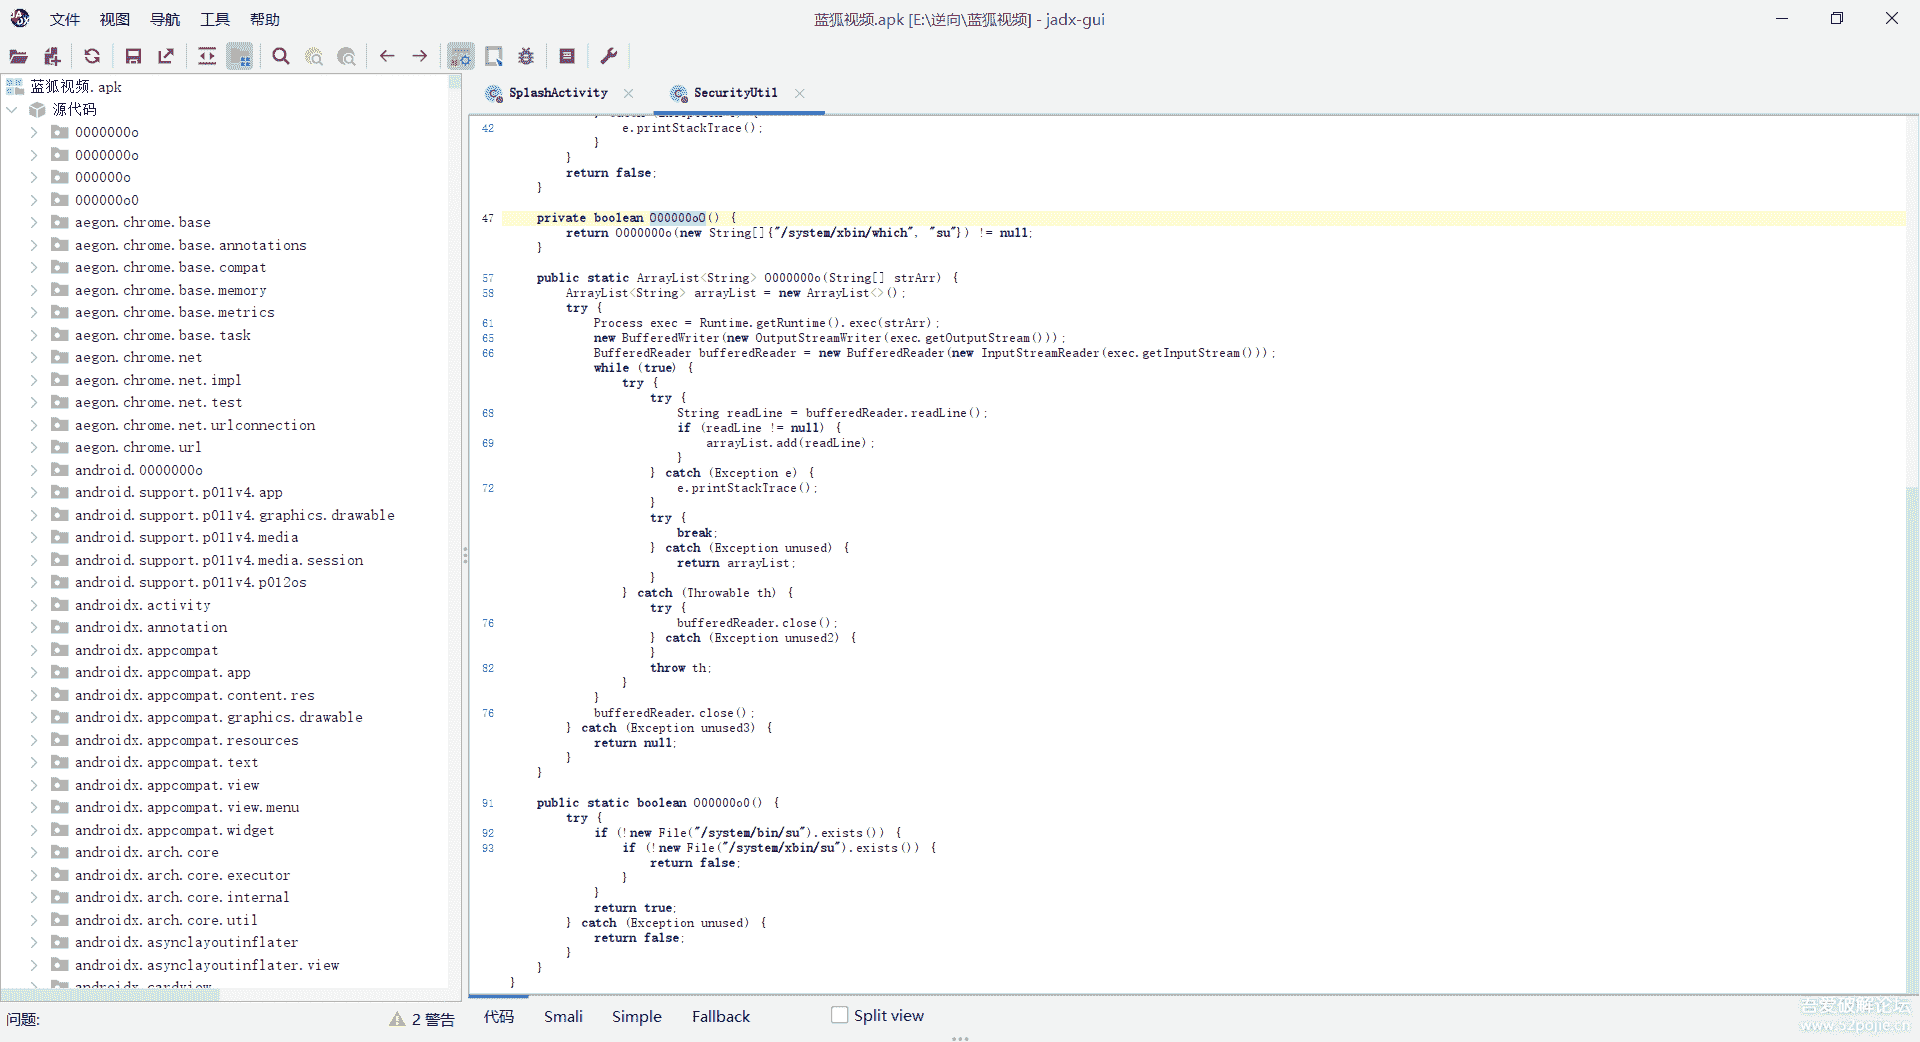 文件 视图 导航 工具 帮助
蓝狐视频.apk [E:\逆向\蓝狐视频] - jadx-gui
蓝狐视频.apk
源代码
0000000o
0000000o
000000o
000000o0
aegon.chrome.base
aegon.chrome.base.annotations
aegon.chrome.base.compat
aegon.chrome.base.memory
aegon.chrome.base.metrics
aegon.chrome.base.task
aegon.chrome.net
aegon.chrome.net.impl
aegon.chrome.net.test
aegon.chrome.net.urlconnection
aegon.chrome.url
android.0000000o
android.support.p011v4.app
android.support.p011v4.graphics.drawable
android.support.p011v4.media
android.support.p011v4.media.session
android.support.p011v4.p012os
androidx.activity
androidx.annotation
androidx.appcompat
androidx.appcompat.app
androidx.appcompat.content.res
androidx.appcompat.graphics.drawable
androidx.appcompat.resources
androidx.appcompat.text
androidx.appcompat.view
androidx.appcompat.view.menu
androidx.appcompat.widget
androidx.arch.core
androidx.arch.core.executor
androidx.arch.core.internal
androidx.arch.core.util
androidx.asynclayoutinflater
androidx.asynclayoutinflater.view
androidx.cardview
问题:
2 警告
SplashActivity
SecurityUtil
42 e.printStackTrace();
}
}
return false;
}
47 private boolean O00000o0() {
return O000000o(new String[]{"/system/xbin/which", "su"}) != null;
}
57 public static ArrayList<String> O000000o(String[] strArr) {
58 ArrayList<String> arrayList = new ArrayList<>();
try {
61 Process exec = Runtime.getRuntime().exec(strArr);
65 new BufferedWriter(new OutputStreamWriter(exec.getOutputStream()));
66 BufferedReader bufferedReader = new BufferedReader(new InputStreamReader(exec.getInputStream()));
while (true) {
try {
try {
68 String readLine = bufferedReader.readLine();
if (readLine != null) {
69 arrayList.add(readLine);
}
} catch (Exception e) {
72 e.printStackTrace();
}
try {
break;
} catch (Exception unused) {
return arrayList;
}
} catch (Throwable th) {
try {
76 bufferedReader.close();
} catch (Exception unused2) {
}
82 throw th;
}
}
76 bufferedReader.close();
} catch (Exception unused3) {
return null;
}
}
91 public static boolean O00000o0() {
try {
92 if (!new File("/system/bin/su").exists()) {
93 if (!new File("/system/xbin/su").exists()) {
return false;
}
}
return true;
} catch (Exception unused) {
return false;
}
}
}
代码 Smali Simple Fallback Split view
吾爱破解论坛
www.52pojie.cn